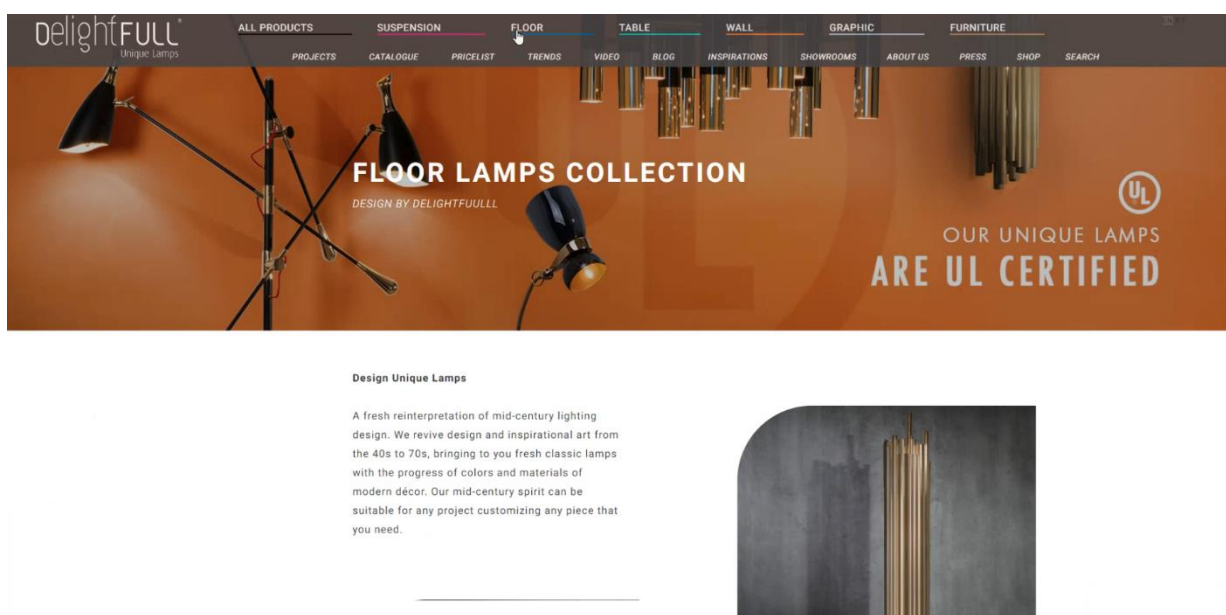 DelightFULL®
Unique Lamps
ALL PRODUCTS SUSPENSION FLOOR TABLE WALL GRAPHIC FURNITURE
PROJECTS CATALOGUE PRICELIST TRENDS VIDEO BLOG INSPIRATIONS SHOWROOMS ABOUT US PRESS SHOP SEARCH
FLOOR LAMPS COLLECTION
DESIGN BY DELIGHTFUULLL
UL
OUR UNIQUE LAMPS
ARE UL CERTIFIED
Design Unique Lamps
A fresh reinterpretation of mid-century lighting
design. We revive design and inspirational art from
the 40s to 70s, bringing to you fresh classic lamps
with the progress of colors and materials of
modern décor. Our mid-century spirit can be
suitable for any project customizing any piece that
you need.